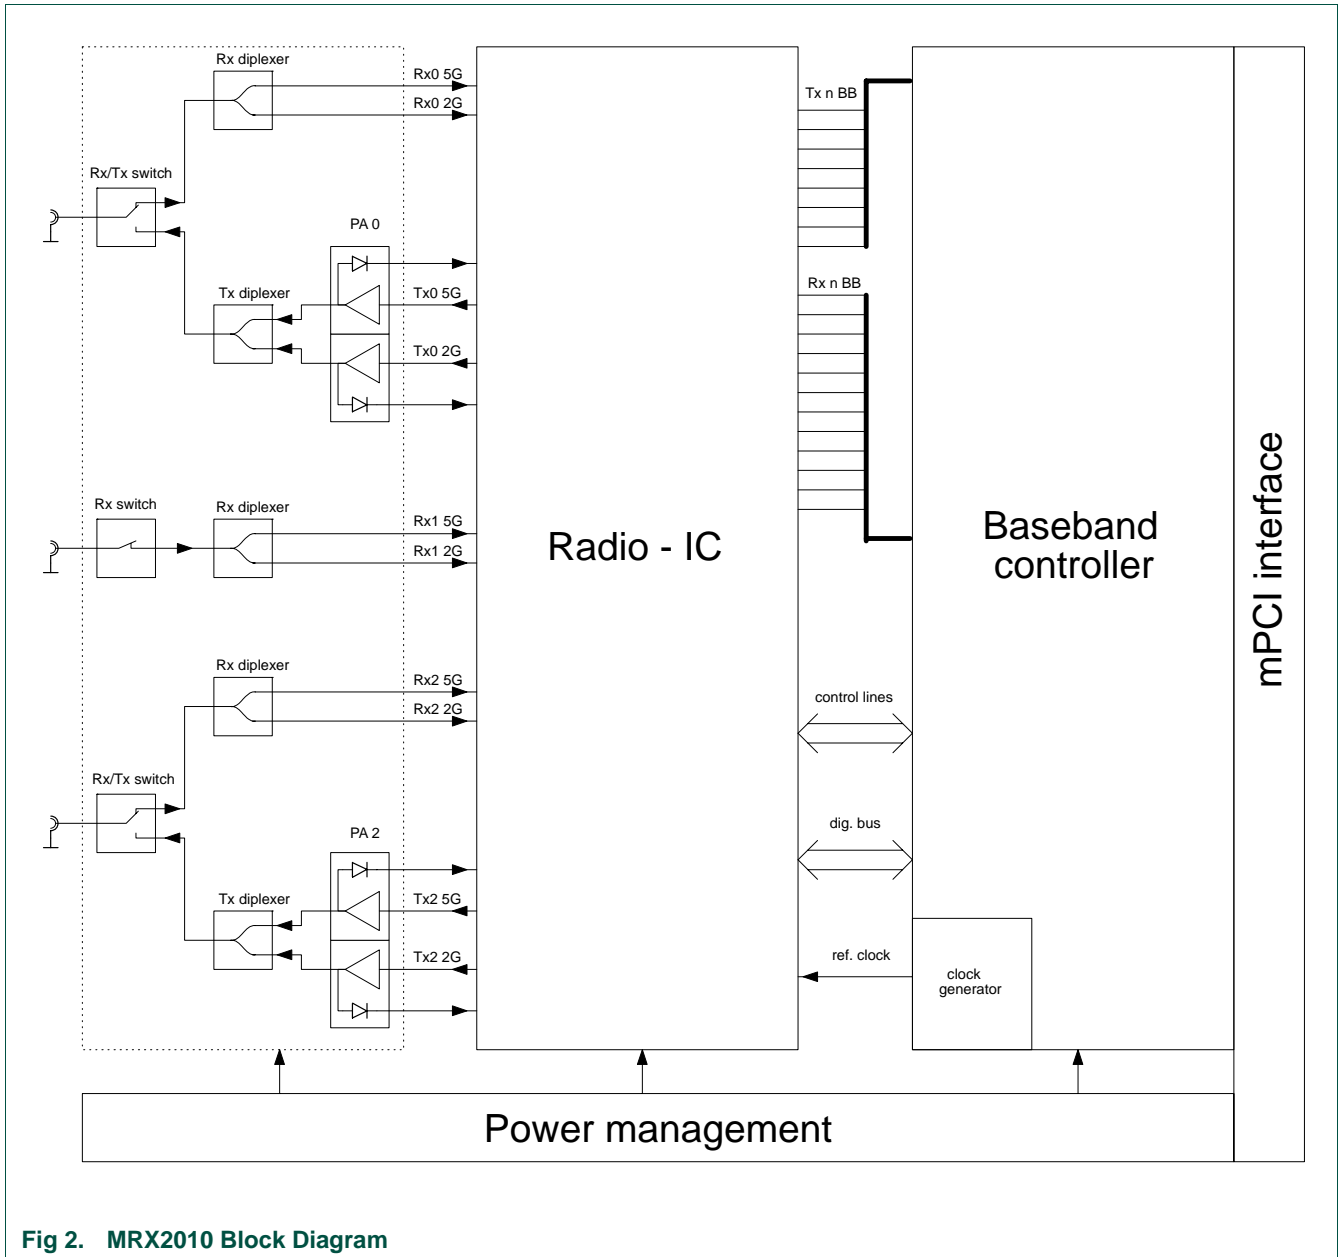 Rx diplexer
Rx0 5G
Rx0 2G
Tx n BB
Rx/Tx switch
PA 0
Rx n BB
Tx diplexer
Tx0 5G
Tx0 2G
Rx switch
Rx diplexer
Rx1 5G
Rx1 2G
Radio - IC
Baseband
controller
mPCI interface
Rx diplexer
Rx2 5G
Rx2 2G
control lines
Rx/Tx switch
PA 2
dig. bus
Tx diplexer
Tx2 5G
Tx2 2G
ref. clock
clock
generator
Power management
Fig 2. MRX2010 Block Diagram